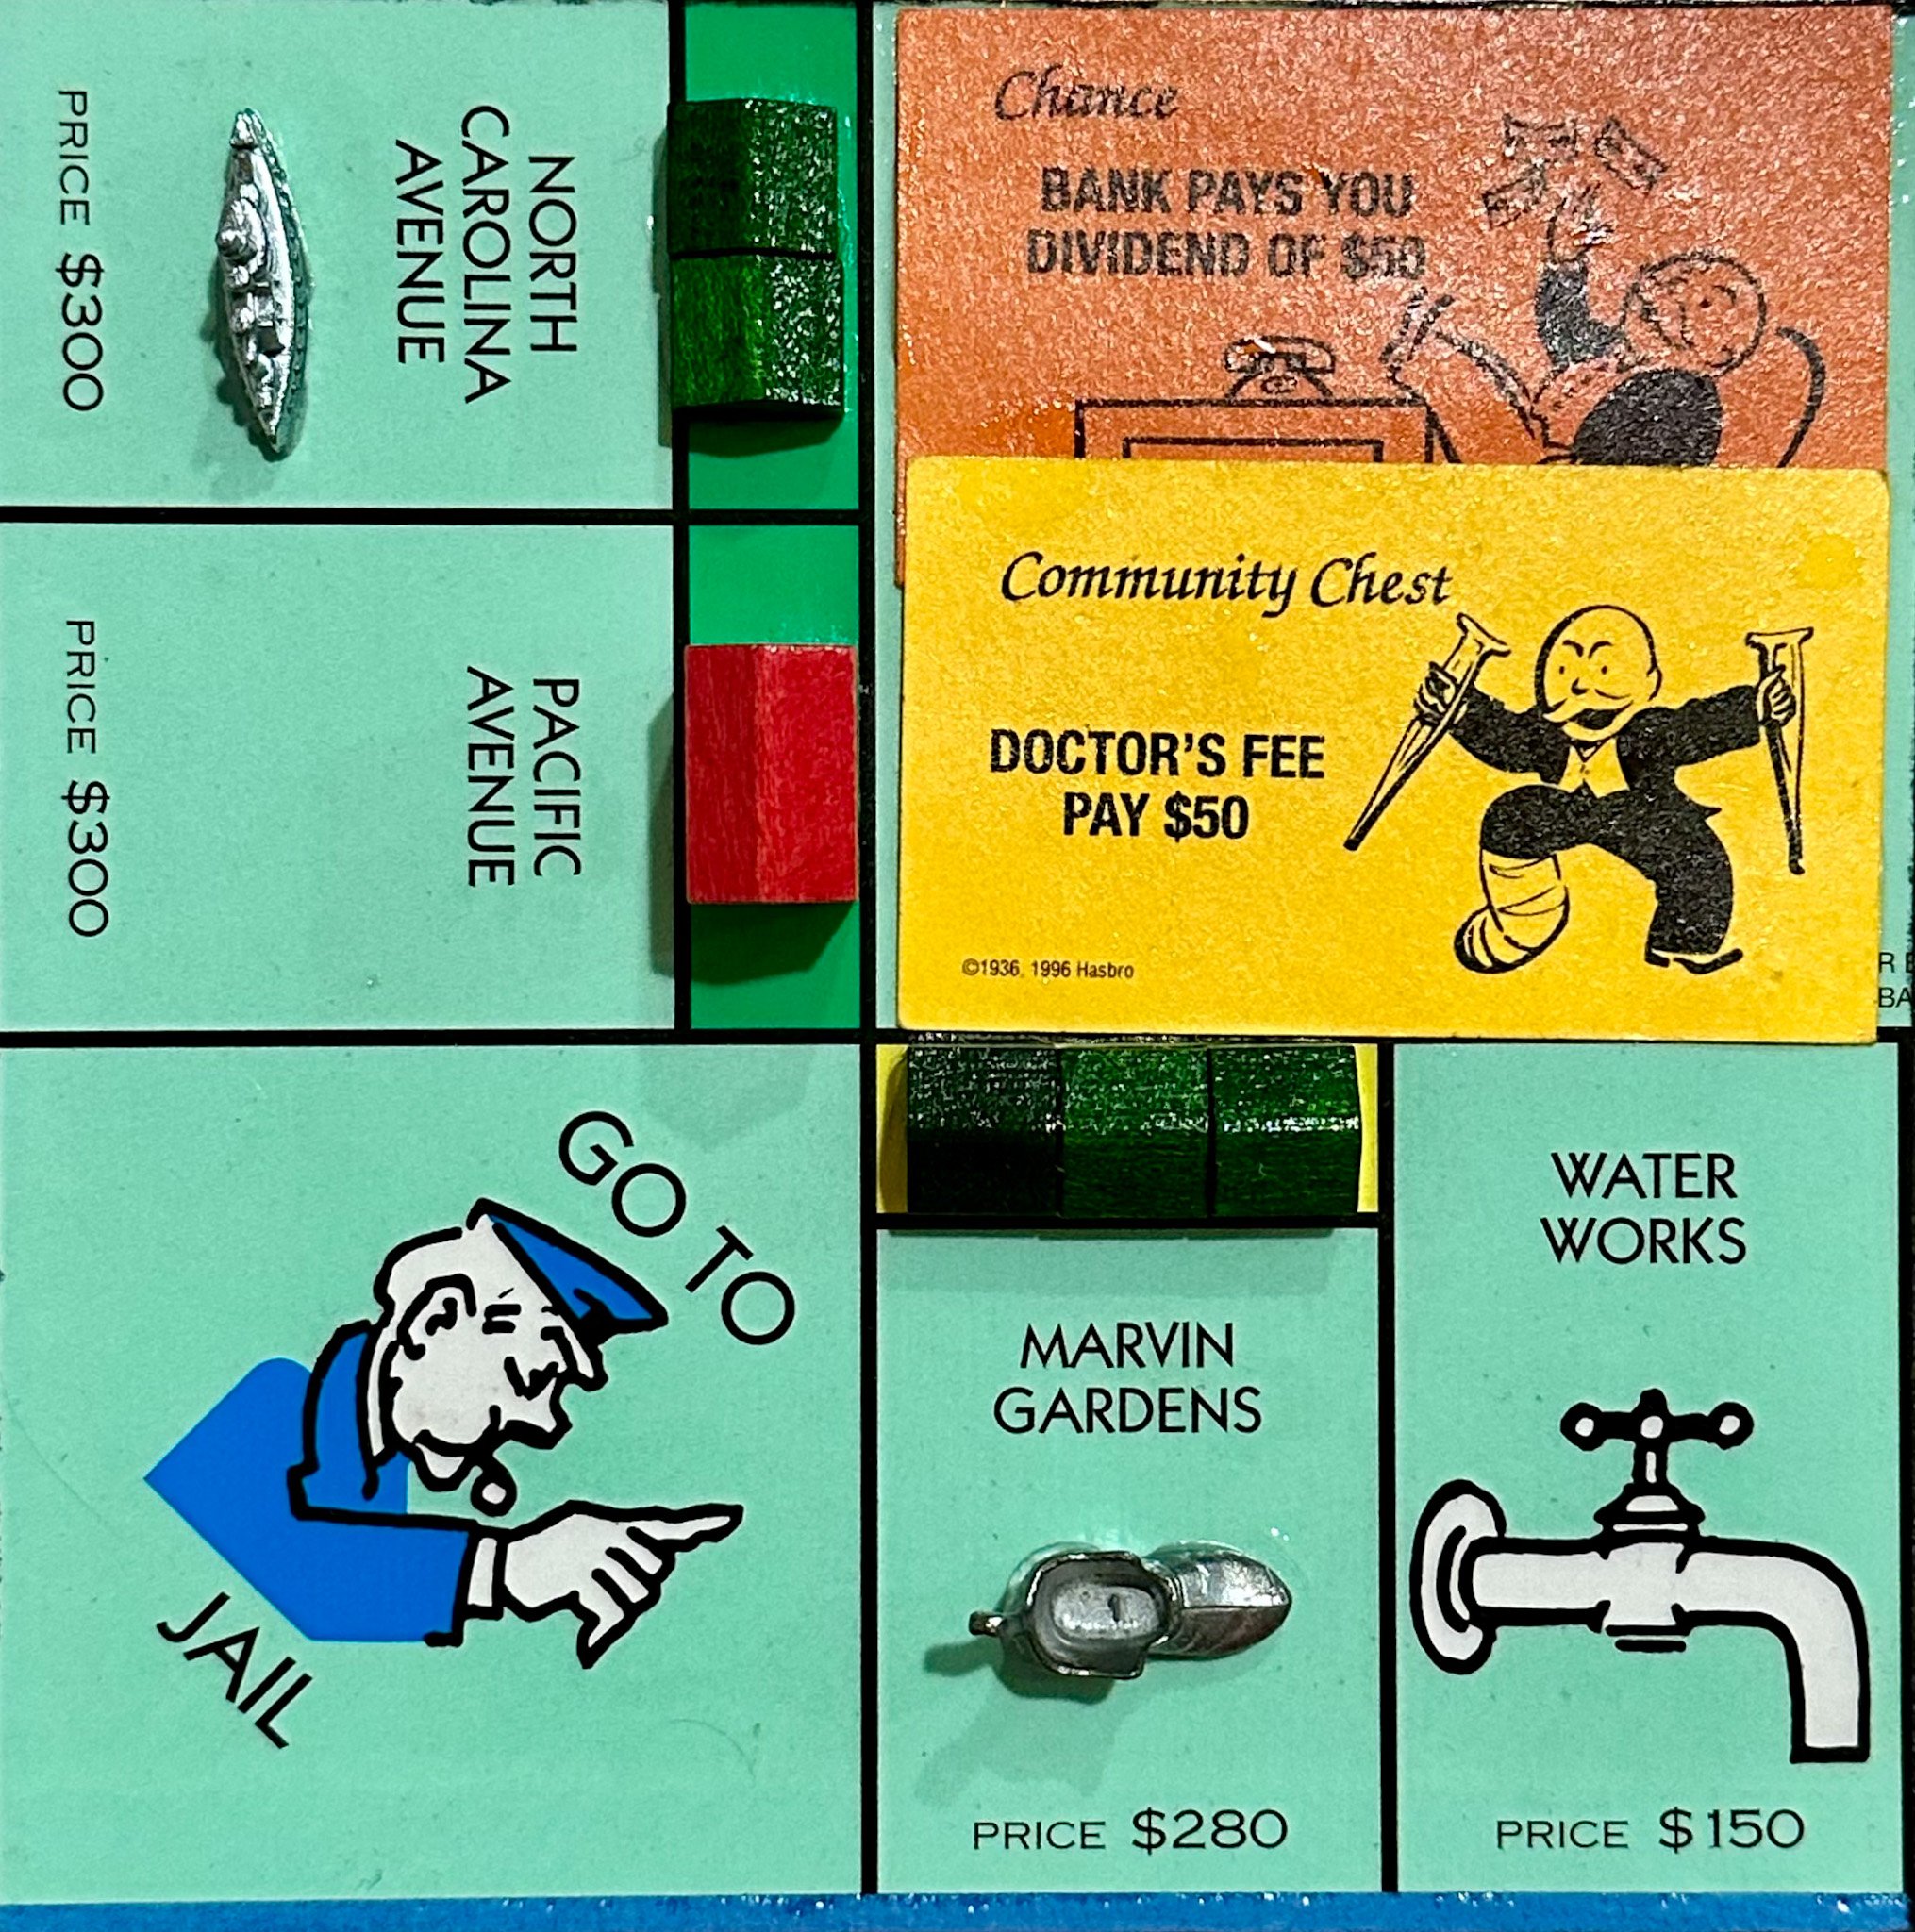 NORTH
CAROLINA
AVENUE
PRICE $300
Chance
BANK PAYS YOU
DIVIDEND OF $50
PACIFIC
AVENUE
PRICE $300
Community Chest
DOCTOR'S FEE
PAY $50
©1936, 1996 Hasbro
GO TO
JAIL
MARVIN
GARDENS
PRICE $280
WATER
WORKS
PRICE $150